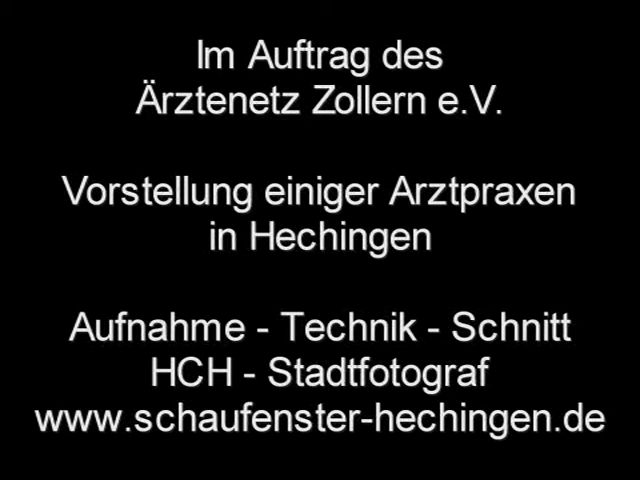 Im Auftrag des
Ärztenetz Zollern e.V.
Vorstellung einiger Arztpraxen
in Hechingen
Aufnahme - Technik - Schnitt
HCH - Stadtfotograf
www.schaufenster-hechingen.de